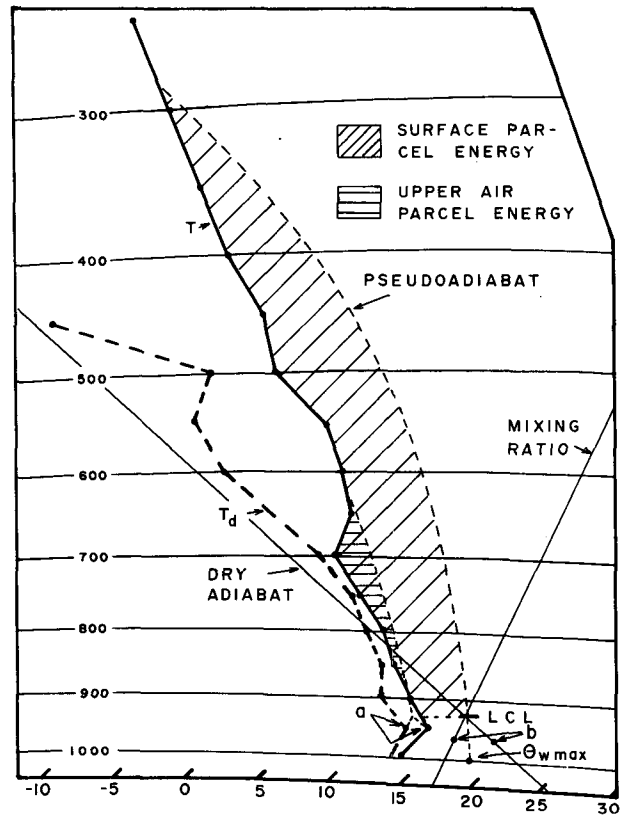 300
SURFACE PAR-
CEL ENERGY
UPPER AIR
PARCEL ENERGY
T
400
PSEUDOADIABAT
500
MIXING
RATIO
600
Td
700
DRY
ADIABAT
800
900
a
LCL
b
1000
Θw max
-10 -5 0 5 10 15 20 25 30